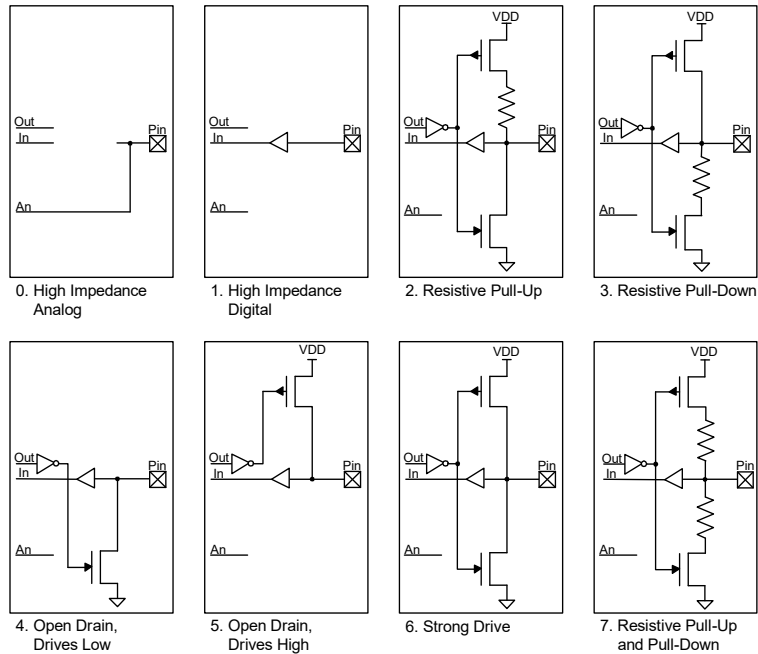 VDD
VDD
Out
In
Pin
An
Out
In
Pin
An
Out
In
Pin
An
Out
In
Pin
An
0. High Impedance
Analog
1. High Impedance
Digital
2. Resistive Pull-Up
3. Resistive Pull-Down
VDD
VDD
VDD
Out
In
Pin
An
Out
In
Pin
An
Out
In
Pin
An
Out
In
Pin
An
4. Open Drain,
Drives Low
5. Open Drain,
Drives High
6. Strong Drive
7. Resistive Pull-Up
and Pull-Down